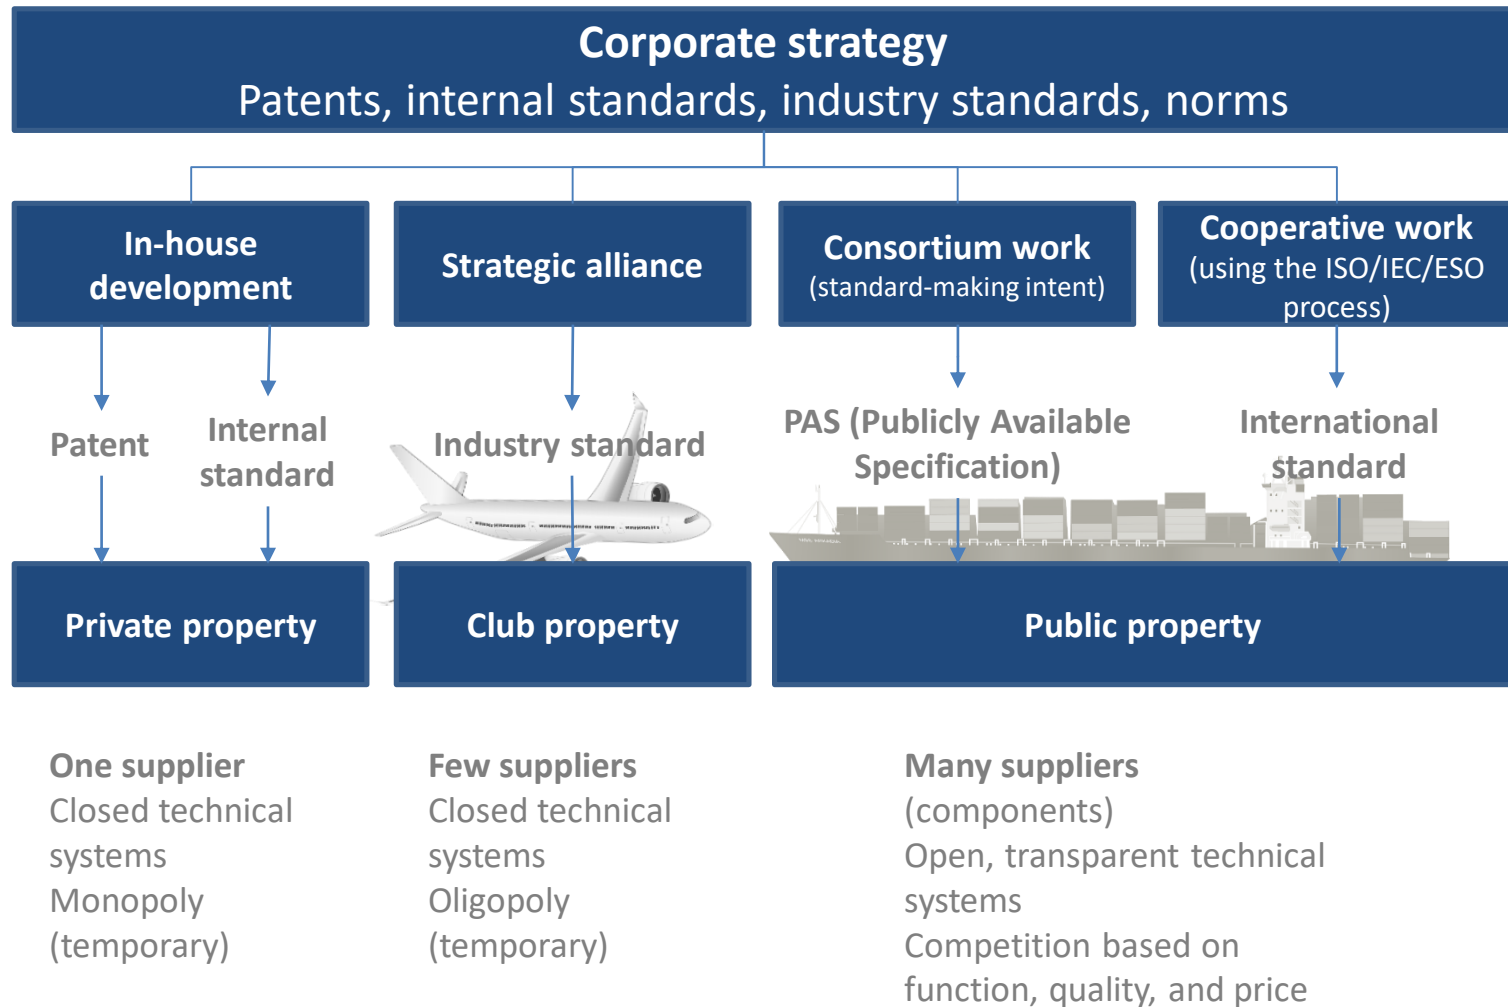 Corporate strategy
Patents, internal standards, industry standards, norms
In-house
development
Strategic alliance
Consortium work
(standard-making intent)
Cooperative work
(using the ISO/IEC/ESO
process)
Patent
Internal
standard
Industry standard
PAS (Publicly Available
Specification)
International
standard
Private property
Club property
Public property
One supplier
Closed technical
systems
Monopoly
(temporary)
Few suppliers
Closed technical
systems
Oligopoly
(temporary)
Many suppliers
(components)
Open, transparent technical
systems
Competition based on
function, quality, and price